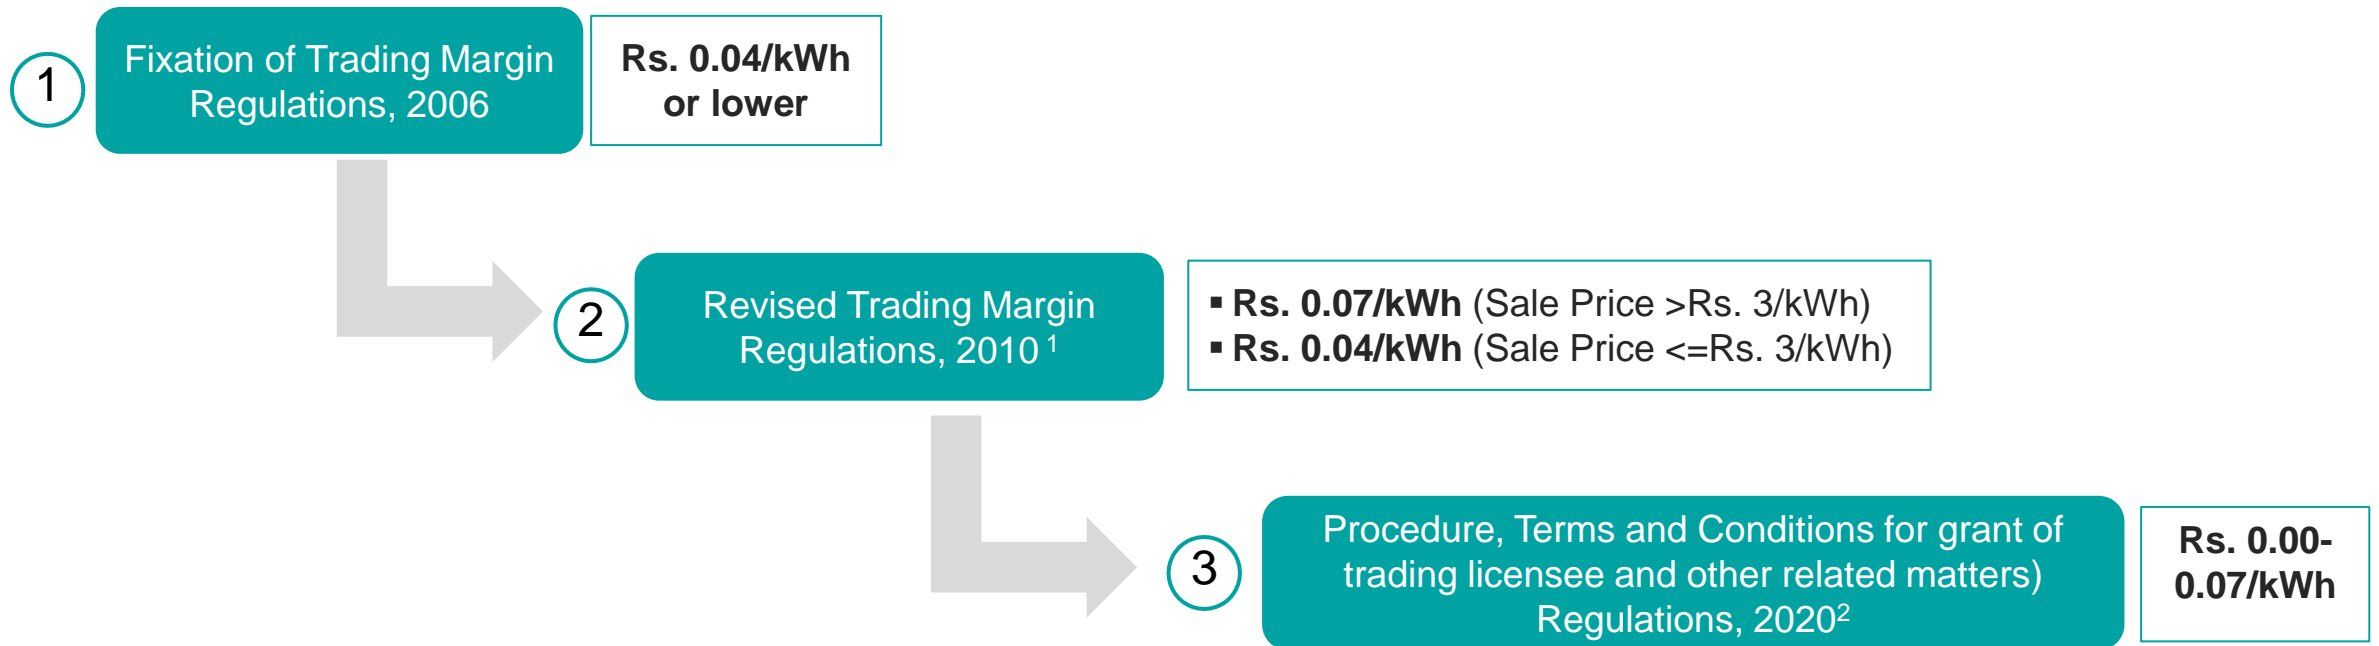 1
Fixation of Trading Margin
Regulations, 2006
Rs. 0.04/kWh
or lower
2
Revised Trading Margin
Regulations, 2010 1
▪ Rs. 0.07/kWh (Sale Price >Rs. 3/kWh)
▪ Rs. 0.04/kWh (Sale Price <=Rs. 3/kWh)
3
Procedure, Terms and Conditions for grant of
trading licensee and other related matters)
Regulations, 2020²
Rs. 0.00-
0.07/kWh